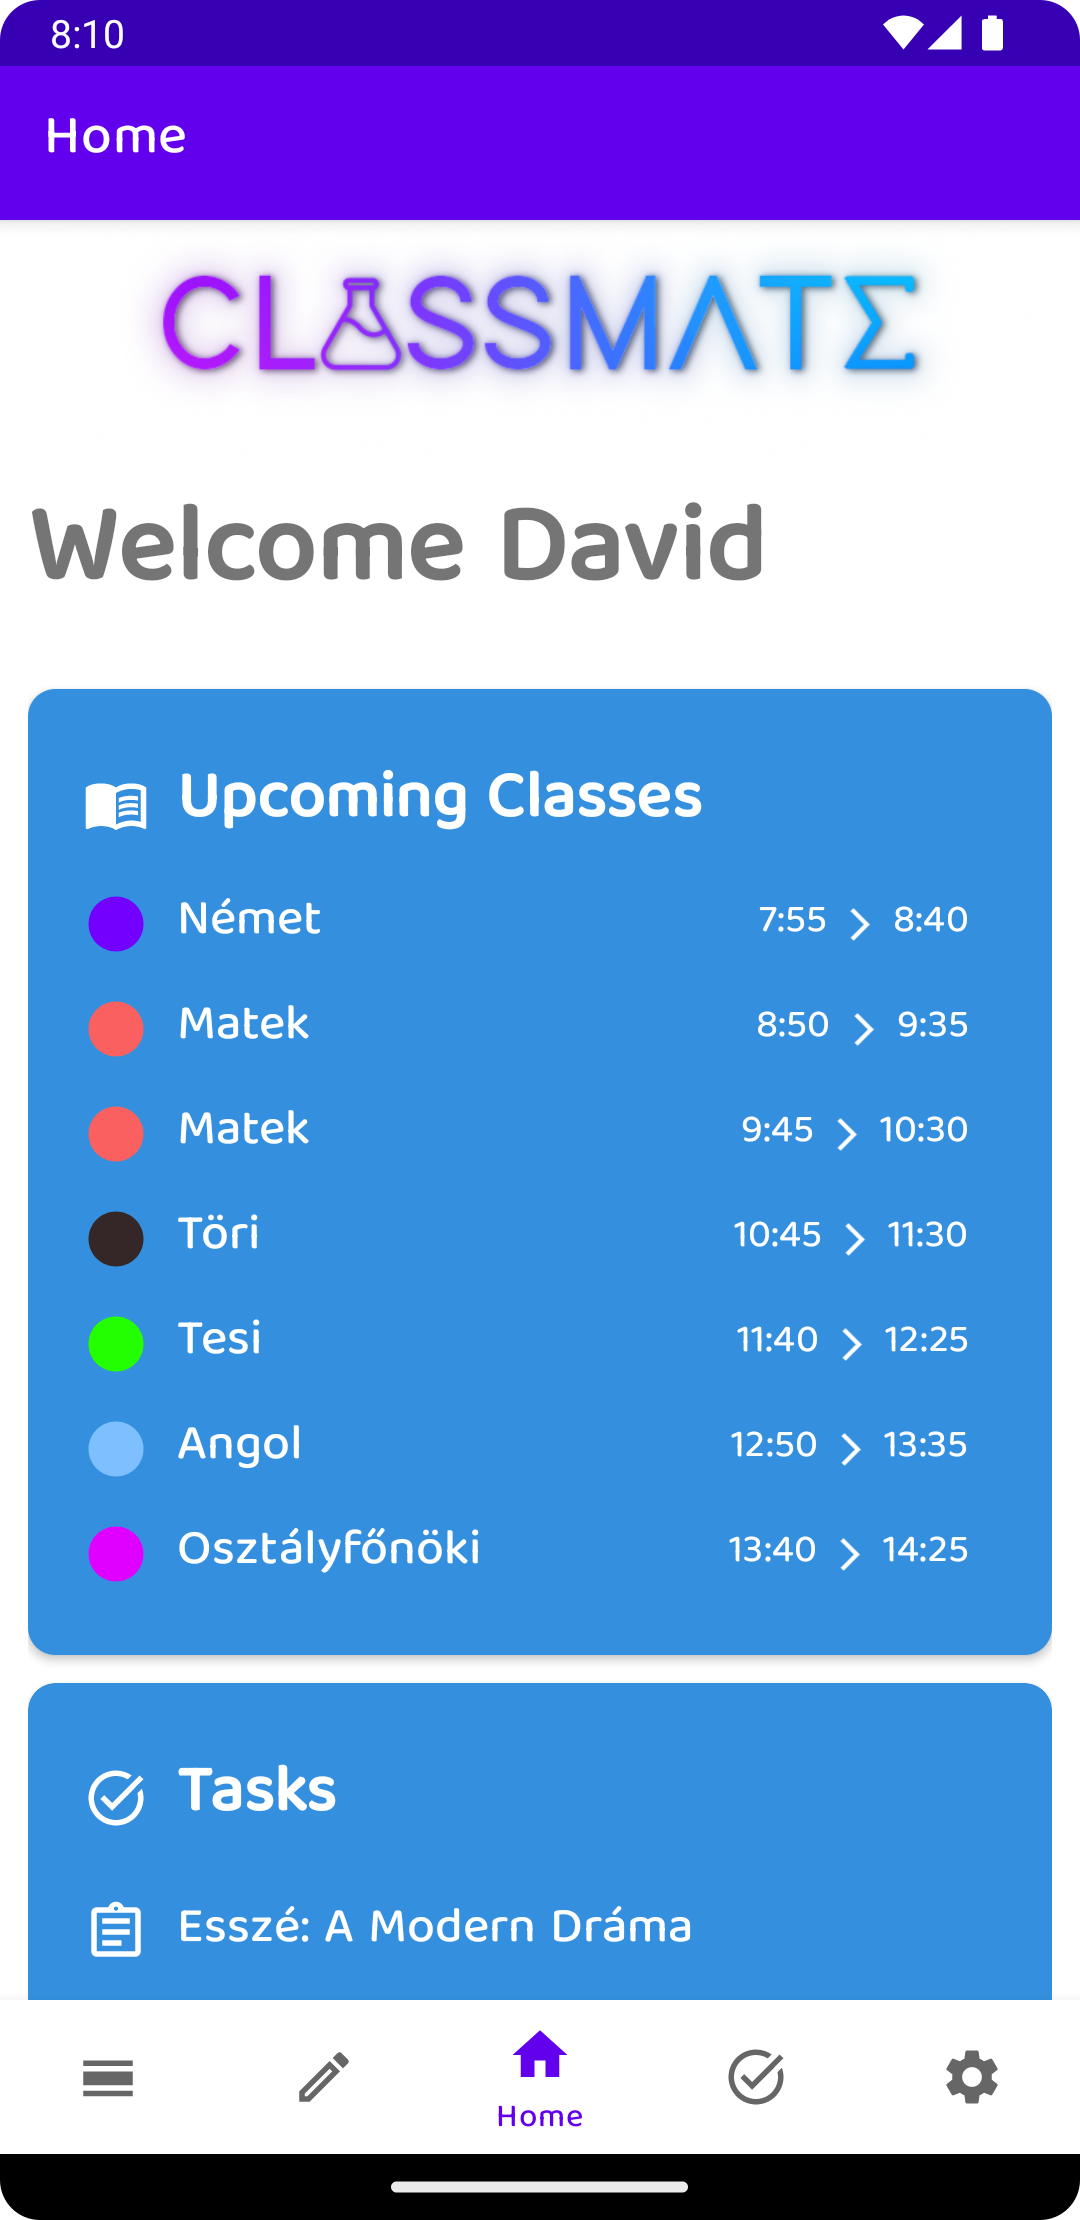 8:10
Home
CLASSMATE
Welcome David
Upcoming Classes
Német 7:55 8:40
Matek 8:50 9:35
Matek 9:45 10:30
Töri 10:45 11:30
Tesi 11:40 12:25
Angol 12:50 13:35
Osztályfőnöki 13:40 14:25
Tasks
Esszé: A Modern Dráma
Home